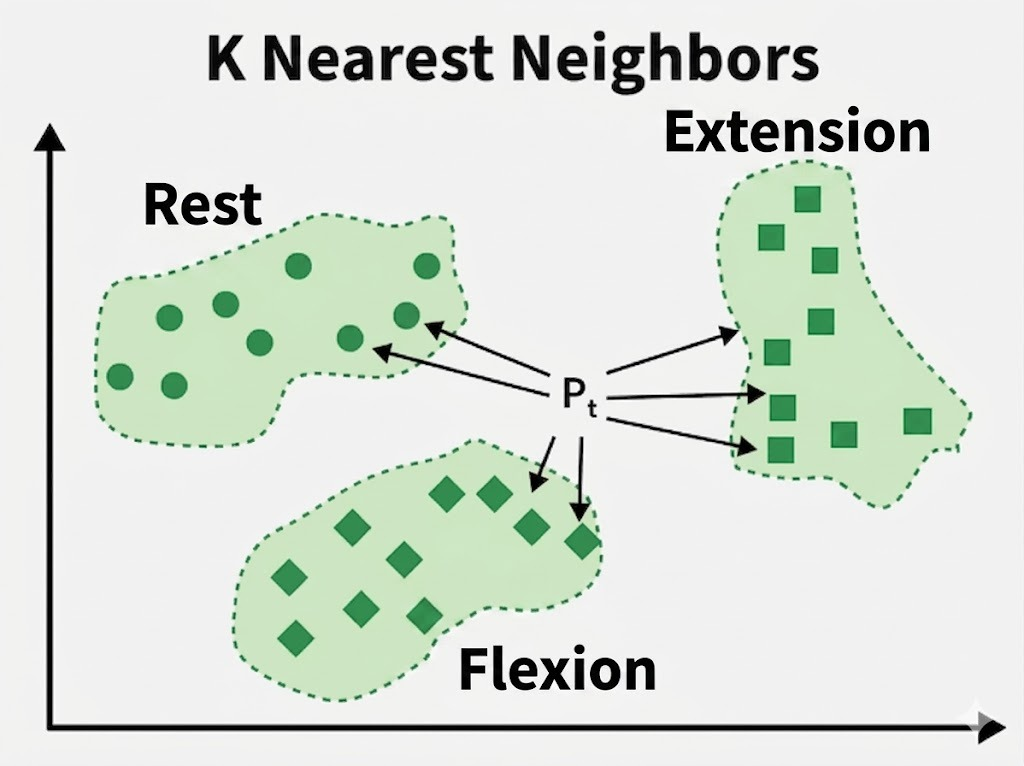 K Nearest Neighbors
Extension
Rest
Pt
Flexion